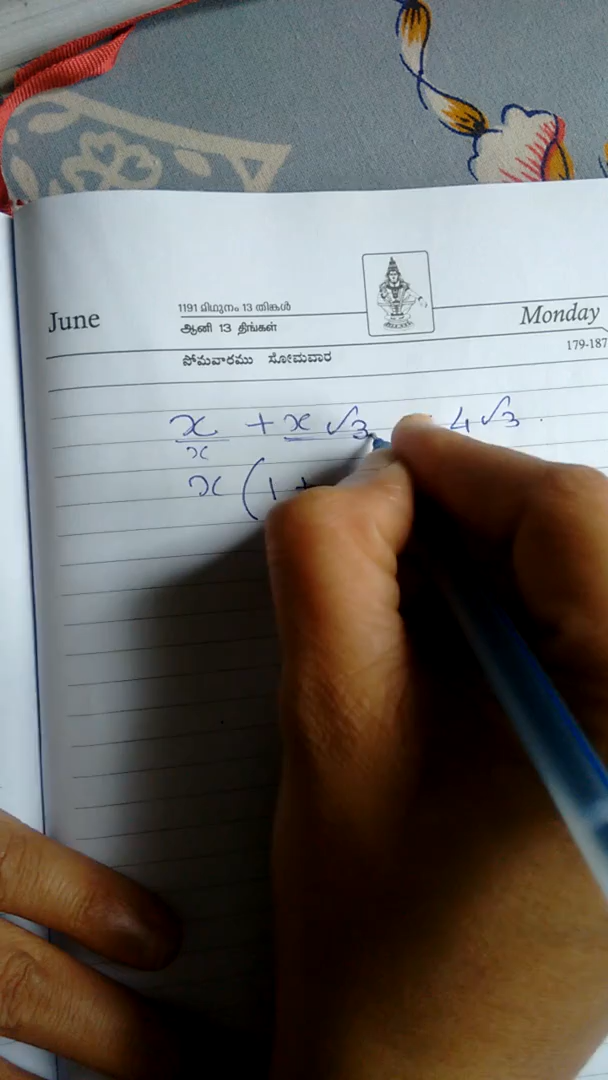 June
1191 മിഥുനം 13 തിങ്കൾ
ஆனி 13 திங்கள்
సోమవారము ಸೋಮವಾರ
Monday
179-187
x + x √3 = 4 √3 .
x
x ( 1 +